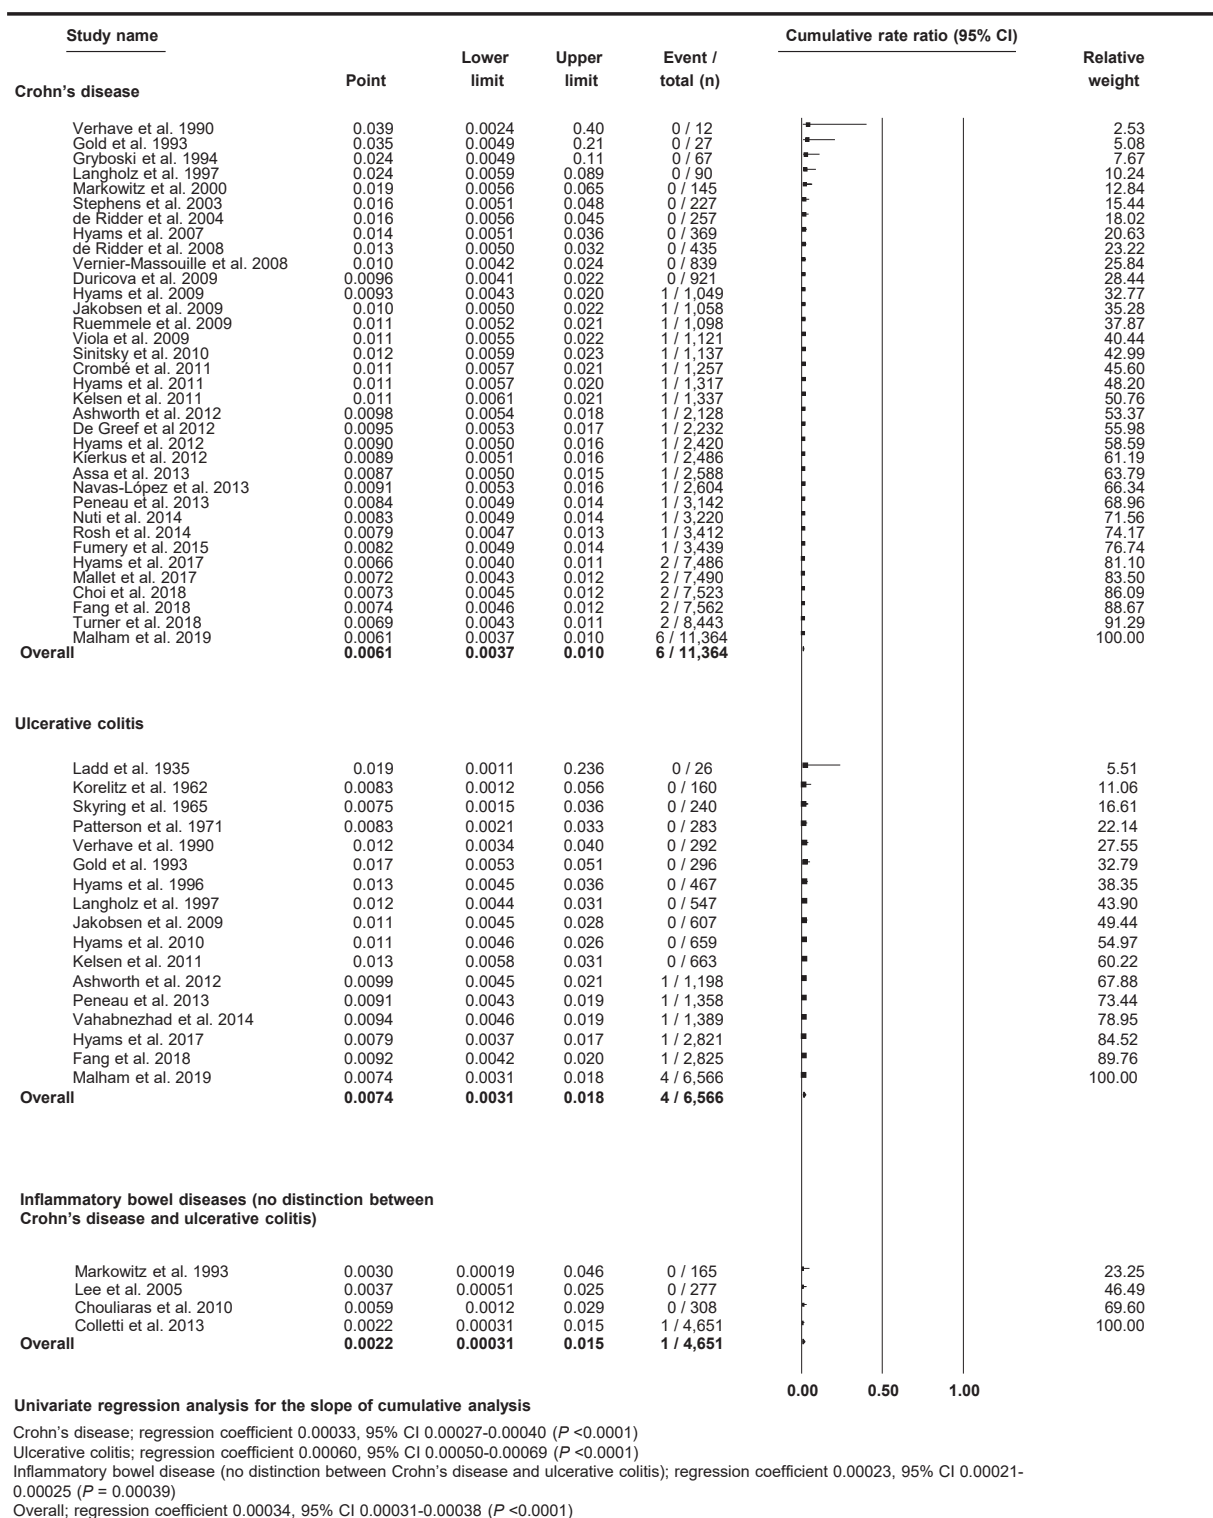 Study name Cumulative rate ratio (95% CI)
Lower Upper Event / Relative
Point limit limit total (n) weight
Crohn's disease
Verhave et al. 1990 0.039 0.0024 0.40 0 / 12 2.53
Gold et al. 1993 0.035 0.0049 0.21 0 / 27 5.08
Gryboski et al. 1994 0.024 0.0049 0.11 0 / 67 7.67
Langholz et al. 1997 0.024 0.0059 0.089 0 / 90 10.24
Markowitz et al. 2000 0.019 0.0056 0.065 0 / 145 12.84
Stephens et al. 2003 0.016 0.0051 0.048 0 / 227 15.44
de Ridder et al. 2004 0.016 0.0056 0.045 0 / 257 18.02
Hyams et al. 2007 0.014 0.0051 0.036 0 / 369 20.63
de Ridder et al. 2008 0.013 0.0050 0.032 0 / 435 23.22
Vernier-Massouille et al. 2008 0.010 0.0042 0.024 0 / 839 25.84
Duricova et al. 2009 0.0096 0.0041 0.022 0 / 921 28.44
Hyams et al. 2009 0.0093 0.0043 0.020 1 / 1,049 32.77
Jakobsen et al. 2009 0.010 0.0050 0.022 1 / 1,058 35.28
Ruemmele et al. 2009 0.011 0.0052 0.021 1 / 1,098 37.87
Viola et al. 2009 0.011 0.0055 0.022 1 / 1,121 40.44
Sinitsky et al. 2010 0.012 0.0059 0.023 1 / 1,137 42.99
Crombé et al. 2011 0.011 0.0057 0.021 1 / 1,257 45.60
Hyams et al. 2011 0.011 0.0057 0.020 1 / 1,317 48.20
Kelsen et al. 2011 0.011 0.0061 0.021 1 / 1,337 50.76
Ashworth et al. 2012 0.0098 0.0054 0.018 1 / 2,128 53.37
De Greef et al 2012 0.0095 0.0053 0.017 1 / 2,232 55.98
Hyams et al. 2012 0.0090 0.0050 0.016 1 / 2,420 58.59
Kierkus et al. 2012 0.0089 0.0051 0.016 1 / 2,486 61.19
Assa et al. 2013 0.0087 0.0050 0.015 1 / 2,588 63.79
Navas-López et al. 2013 0.0091 0.0053 0.016 1 / 2,604 66.34
Peneau et al. 2013 0.0084 0.0049 0.014 1 / 3,142 68.96
Nuti et al. 2014 0.0083 0.0049 0.014 1 / 3,220 71.56
Rosh et al. 2014 0.0079 0.0047 0.013 1 / 3,412 74.17
Fumery et al. 2015 0.0082 0.0049 0.014 1 / 3,439 76.74
Hyams et al. 2017 0.0066 0.0040 0.011 2 / 7,486 81.10
Mallet et al. 2017 0.0072 0.0043 0.012 2 / 7,490 83.50
Choi et al. 2018 0.0073 0.0045 0.012 2 / 7,523 86.09
Fang et al. 2018 0.0074 0.0046 0.012 2 / 7,562 88.67
Turner et al. 2018 0.0069 0.0043 0.011 2 / 8,443 91.29
Malham et al. 2019 0.0061 0.0037 0.010 6 / 11,364 100.00
Overall 0.0061 0.0037 0.010 6 / 11,364
Ulcerative colitis
Ladd et al. 1935 0.019 0.0011 0.236 0 / 26 5.51
Korelitz et al. 1962 0.0083 0.0012 0.056 0 / 160 11.06
Skyring et al. 1965 0.0075 0.0015 0.036 0 / 240 16.61
Patterson et al. 1971 0.0083 0.0021 0.033 0 / 283 22.14
Verhave et al. 1990 0.012 0.0034 0.040 0 / 292 27.55
Gold et al. 1993 0.017 0.0053 0.051 0 / 296 32.79
Hyams et al. 1996 0.013 0.0045 0.036 0 / 467 38.35
Langholz et al. 1997 0.012 0.0044 0.031 0 / 547 43.90
Jakobsen et al. 2009 0.011 0.0045 0.028 0 / 607 49.44
Hyams et al. 2010 0.011 0.0046 0.026 0 / 659 54.97
Kelsen et al. 2011 0.013 0.0058 0.031 0 / 663 60.22
Ashworth et al. 2012 0.0099 0.0045 0.021 1 / 1,198 67.88
Peneau et al. 2013 0.0091 0.0043 0.019 1 / 1,358 73.44
Vahabnezhad et al. 2014 0.0094 0.0046 0.019 1 / 1,389 78.95
Hyams et al. 2017 0.0079 0.0037 0.017 1 / 2,821 84.52
Fang et al. 2018 0.0092 0.0042 0.020 1 / 2,825 89.76
Malham et al. 2019 0.0074 0.0031 0.018 4 / 6,566 100.00
Overall 0.0074 0.0031 0.018 4 / 6,566
Inflammatory bowel diseases (no distinction between
Crohn's disease and ulcerative colitis)
Markowitz et al. 1993 0.0030 0.00019 0.046 0 / 165 23.25
Lee et al. 2005 0.0037 0.00051 0.025 0 / 277 46.49
Chouliaras et al. 2010 0.0059 0.0012 0.029 0 / 308 69.60
Colletti et al. 2013 0.0022 0.00031 0.015 1 / 4,651 100.00
Overall 0.0022 0.00031 0.015 1 / 4,651
0.00 0.50 1.00
Univariate regression analysis for the slope of cumulative analysis
Crohn's disease; regression coefficient 0.00033, 95% CI 0.00027-0.00040 (P <0.0001)
Ulcerative colitis; regression coefficient 0.00060, 95% CI 0.00050-0.00069 (P <0.0001)
Inflammatory bowel disease (no distinction between Crohn's disease and ulcerative colitis); regression coefficient 0.00023, 95% CI 0.00021-
0.00025 (P = 0.00039)
Overall; regression coefficient 0.00034, 95% CI 0.00031-0.00038 (P <0.0001)